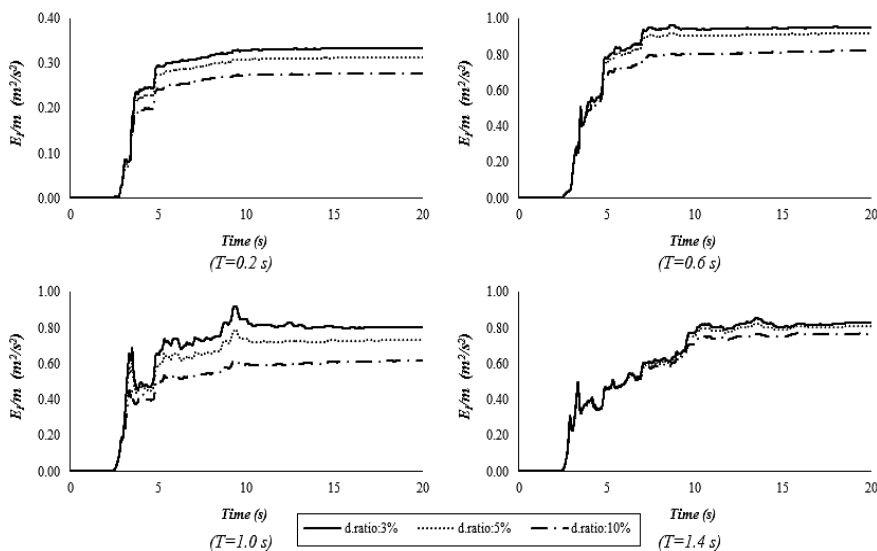 0.40
0.30
0.20
0.10
0.00
E_I/m (m²/s²)
0 5 10 15 20
Time (s)
(T=0.2 s)
1.00
0.80
0.60
0.40
0.20
0.00
E_I/m (m²/s²)
0 5 10 15 20
Time (s)
(T=0.6 s)
1.00
0.80
0.60
0.40
0.20
0.00
E_I/m (m²/s²)
0 5 10 15 20
Time (s)
(T=1.0 s)
1.00
0.80
0.60
0.40
0.20
0.00
E_I/m (m²/s²)
0 5 10 15 20
Time (s)
(T=1.4 s)
d.ratio:3% d.ratio:5% d.ratio:10%